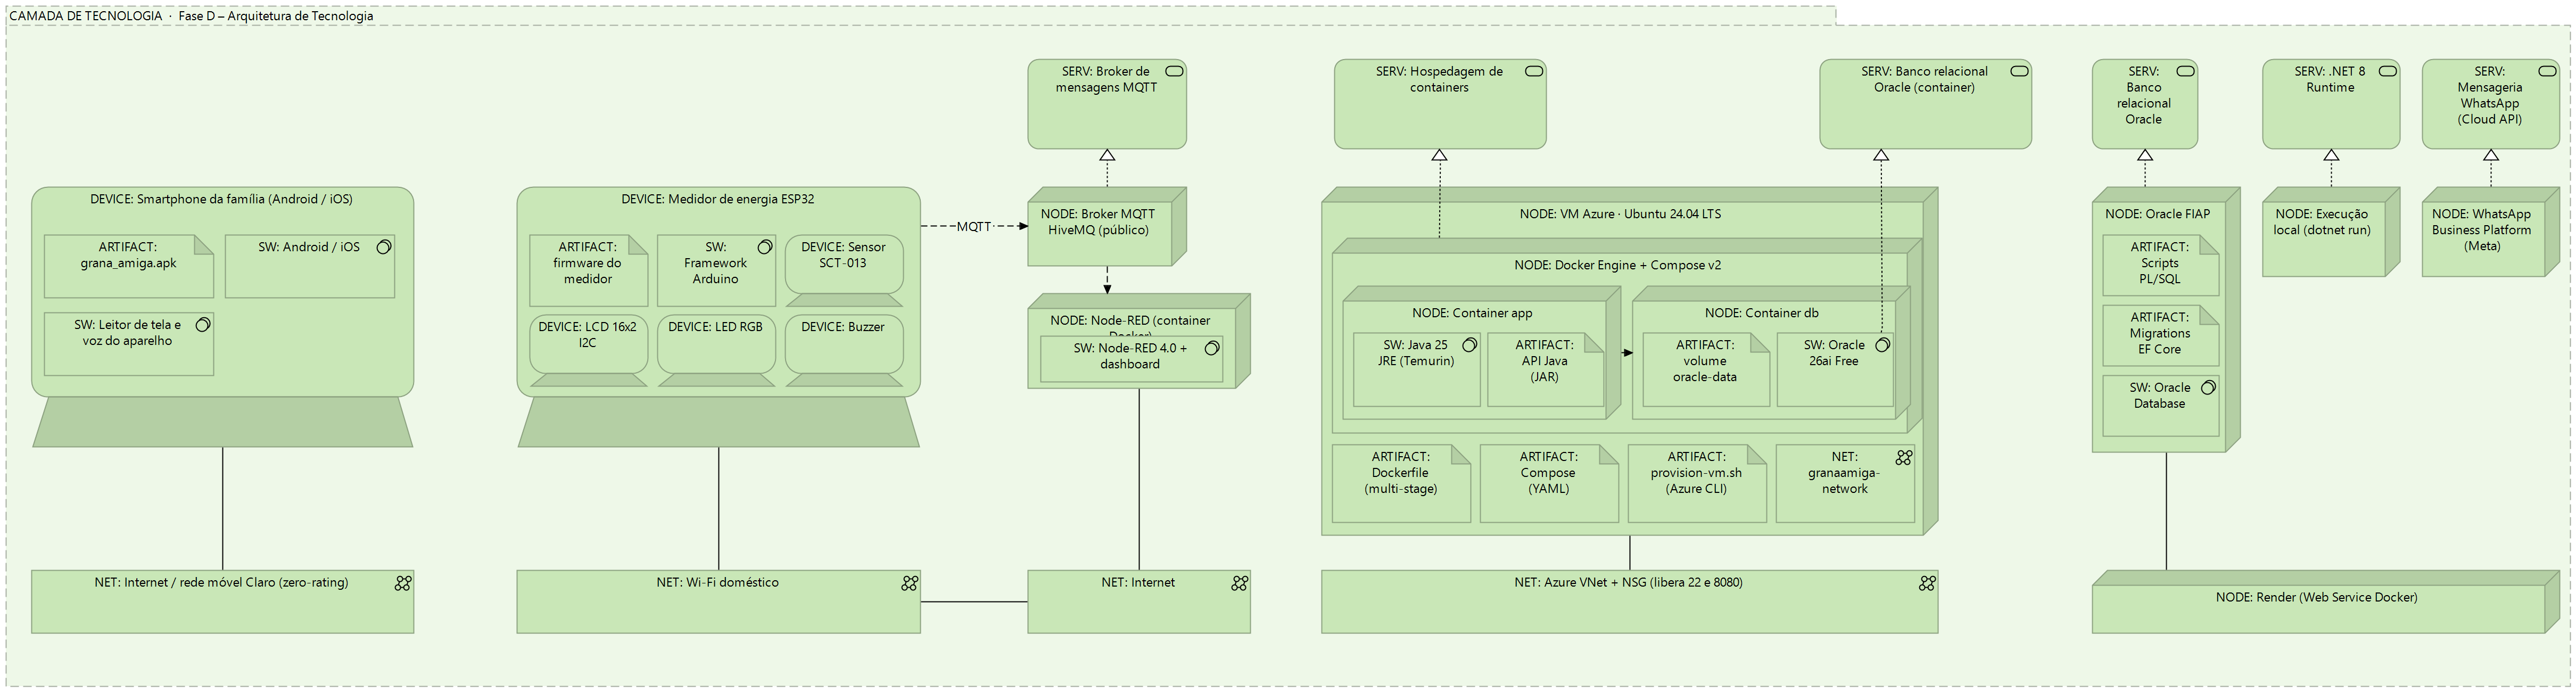 CAMADA DE TECNOLOGIA · Fase D – Arquitetura de Tecnologia
SERV: Broker de
mensagens MQTT
SERV: Hospedagem de
containers
SERV: Banco relacional
Oracle (container)
SERV:
Banco
relacional
Oracle
SERV: .NET 8
Runtime
SERV:
Mensageria
WhatsApp
(Cloud API)
DEVICE: Smartphone da família (Android / iOS)
ARTIFACT:
grana_amiga.apk
SW: Android / iOS
SW: Leitor de tela e
voz do aparelho
DEVICE: Medidor de energia ESP32
ARTIFACT:
firmware do
medidor
SW:
Framework
Arduino
DEVICE: Sensor
SCT-013
DEVICE: LCD 16x2
I2C
DEVICE: LED RGB
DEVICE: Buzzer
MQTT
NODE: Broker MQTT
HiveMQ (público)
NODE: Node-RED (container
Docker)
SW: Node-RED 4.0 +
dashboard
NODE: VM Azure · Ubuntu 24.04 LTS
NODE: Docker Engine + Compose v2
NODE: Container app
SW: Java 25
JRE (Temurin)
ARTIFACT:
API Java
(JAR)
NODE: Container db
ARTIFACT:
volume
oracle-data
SW: Oracle
26ai Free
ARTIFACT:
Dockerfile
(multi-stage)
ARTIFACT:
Compose
(YAML)
ARTIFACT:
provision-vm.sh
(Azure CLI)
NET:
granaamiga-
network
NODE: Oracle FIAP
ARTIFACT:
Scripts
PL/SQL
ARTIFACT:
Migrations
EF Core
SW: Oracle
Database
NODE: Execução
local (dotnet run)
NODE: WhatsApp
Business Platform
(Meta)
NET: Internet / rede móvel Claro (zero-rating)
NET: Wi-Fi doméstico
NET: Internet
NET: Azure VNet + NSG (libera 22 e 8080)
NODE: Render (Web Service Docker)